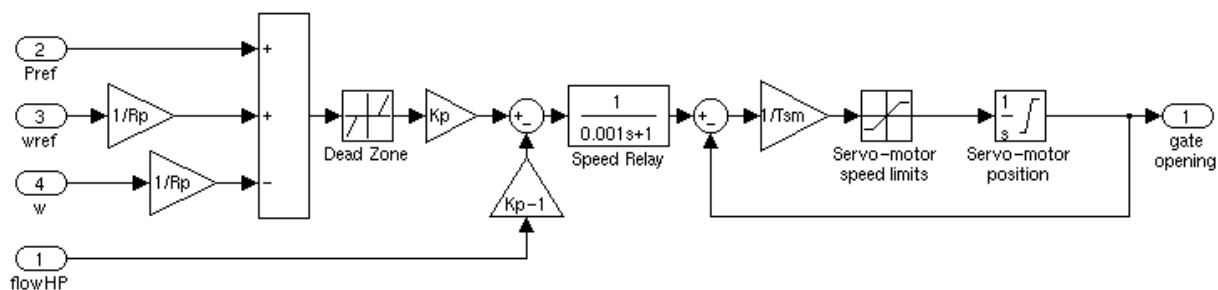 2
Pref
+
3
wref
1/Rp
+
4
w
1/Rp
−
Dead Zone
Kp
+
−
1
0.001s+1
Speed Relay
+
−
1/Tsm
Servo−motor
speed limits
1
s
Servo−motor
position
1
gate
opening
Kp−1
1
flowHP